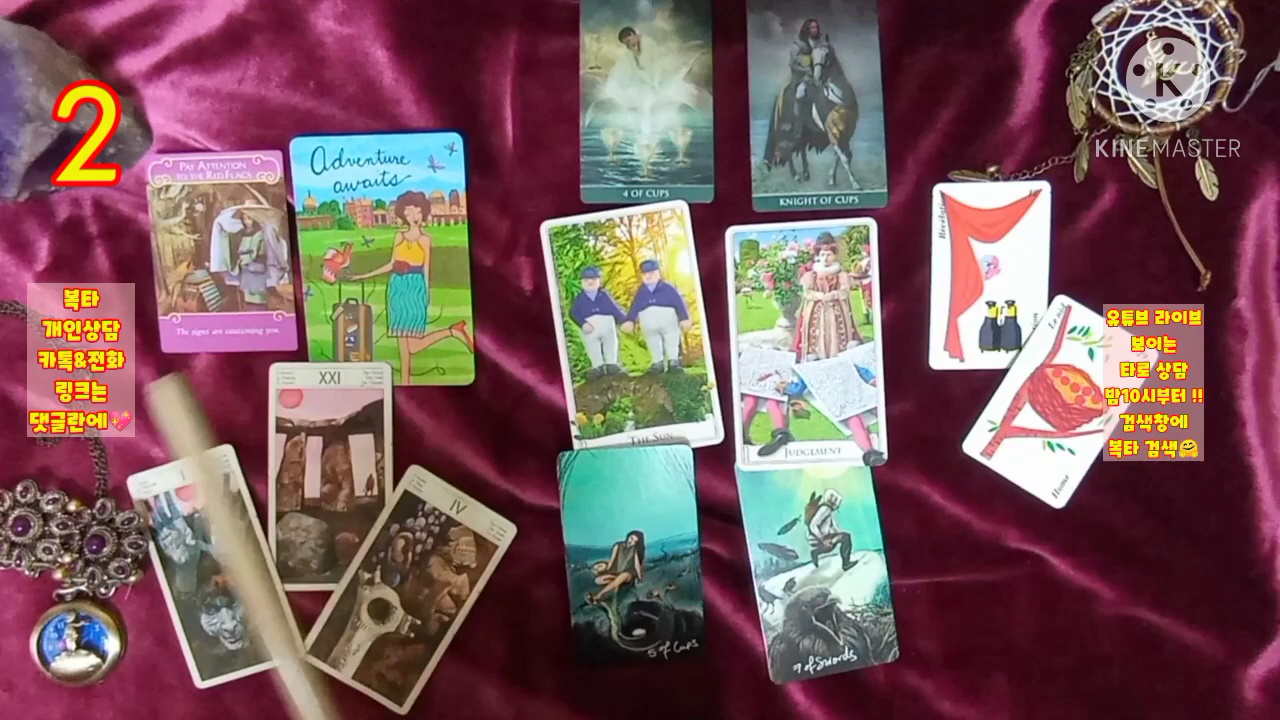 2
PAY ATTENTION
TO THE RED FLAGS
The signs are cautioning you.
Adventure
awaits
4 OF CUPS
KNIGHT OF CUPS
K
KINEMASTER
Revelation
복타
개인상담
카톡&전화
링크는
댓글란에💖
유튜브 라이브
보이는
타로 상담
밤10시부터 !!
검색창에
복타 검색🤗
THE SUN
JUDGEMENT
XXI
IV
Home
5 of Cups
9 of Swords